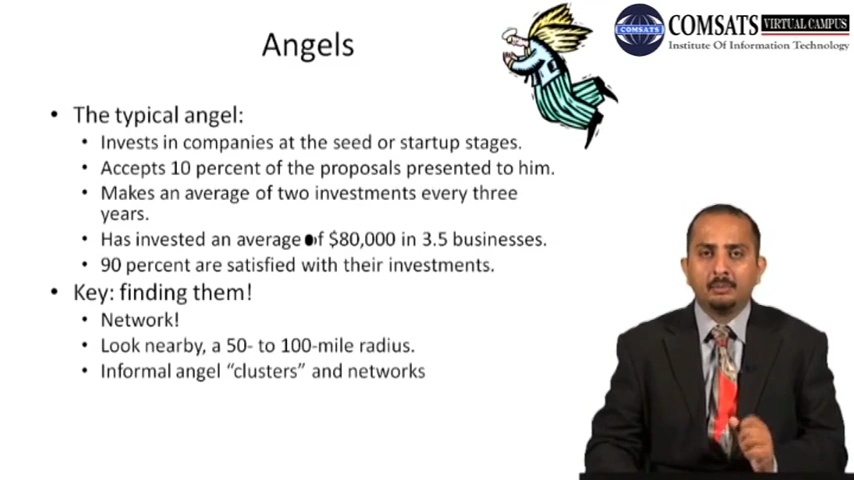 Angels
COMSATS VIRTUAL CAMPUS
COMSATS
Institute Of Information Technology
• The typical angel:
• Invests in companies at the seed or startup stages.
• Accepts 10 percent of the proposals presented to him.
• Makes an average of two investments every three
years.
• Has invested an average of $80,000 in 3.5 businesses.
• 90 percent are satisfied with their investments.
• Key: finding them!
• Network!
• Look nearby, a 50- to 100-mile radius.
• Informal angel “clusters” and networks